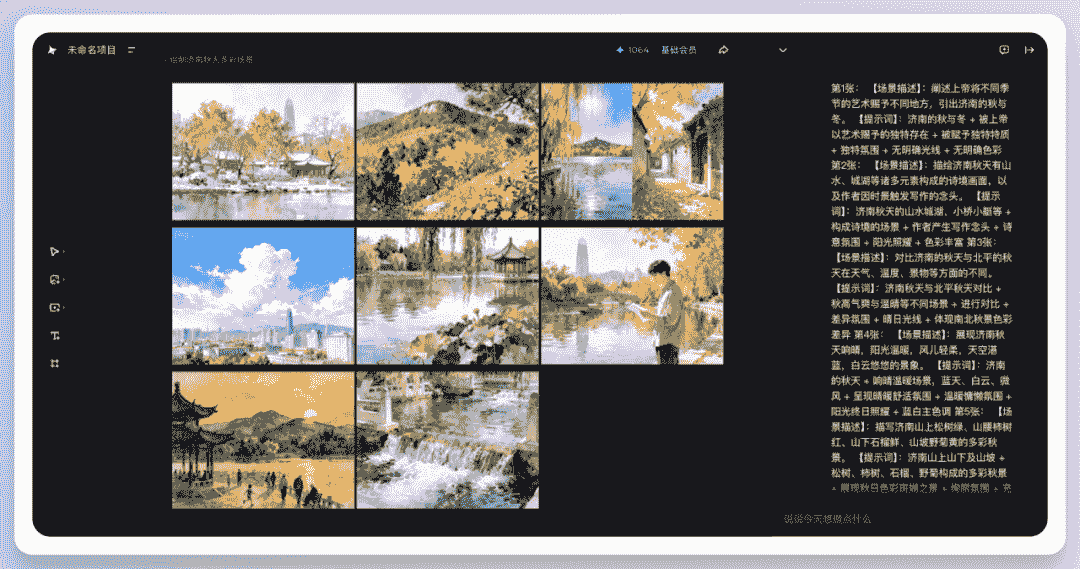 未命名项目
1064
基础会员
第1张： 【场景描述】：阐述上帝将不同季
节的艺术赐予不同地方，引出济南的秋与
冬。 【提示词】：济南的秋与冬 + 被上帝
以艺术赐予的独特存在 + 被赋予独特特质
+ 独特氛围 + 无明确光线 + 无明确色彩
第2张： 【场景描述】：描绘济南秋天有山
水、城湖等诸多元素构成的诗境画面，以
及作者因时景触发写作的念头。 【提示
词】：济南秋天的山水城湖、小桥小艇等 +
构成诗境的场景 + 作者产生写作念头 + 诗
意氛围 + 阳光照耀 + 色彩丰富 第3张：
【场景描述】：对比济南的秋天与北平的秋
天在天气、温度、景物等方面的不同。
【提示词】：济南秋天与北平秋天对比 +
秋高气爽与温晴等不同场景 + 进行对比 +
差异氛围 + 晴日光线 + 体现南北秋景色彩
差异 第4张： 【场景描述】：展现济南秋
天响晴，阳光温暖，风儿轻柔，天空湛
蓝，白云悠悠的景象。 【提示词】：济南
的秋天 + 响晴温暖场景，蓝天、白云、微
风 + 呈现晴暖舒适氛围 + 温暖慵懒氛围 +
阳光终日照耀 + 蓝白主色调 第5张： 【场
景描述】：描写济南山上松树绿、山腰柿树
红、山下石榴鲜、山坡野菊黄的多彩秋
景。 【提示词】：济南山上山下及山坡 +
松树、柿树、石榴、野菊构成的多彩秋景
+ 展现秋日色彩斑斓之景 + 绚丽氛围 + 充
说说今天想做点什么